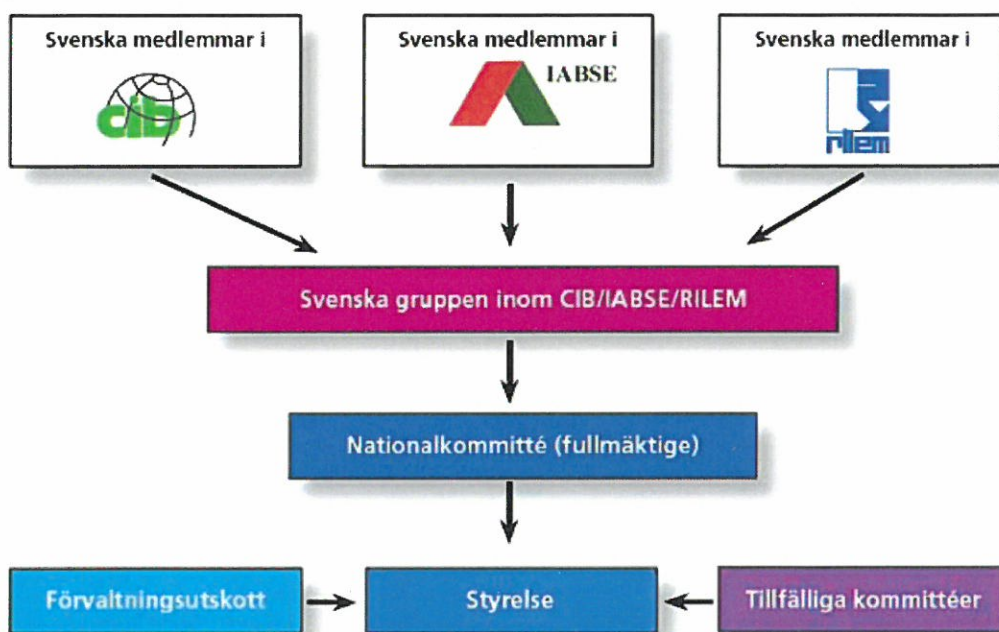 Svenska medlemmar i
cib
Svenska medlemmar i
IABSE
Svenska medlemmar i
rilem
Svenska gruppen inom CIB/IABSE/RILEM
Nationalkommitté (fullmäktige)
Förvaltningsutskott
Styrelse
Tillfälliga kommittéer